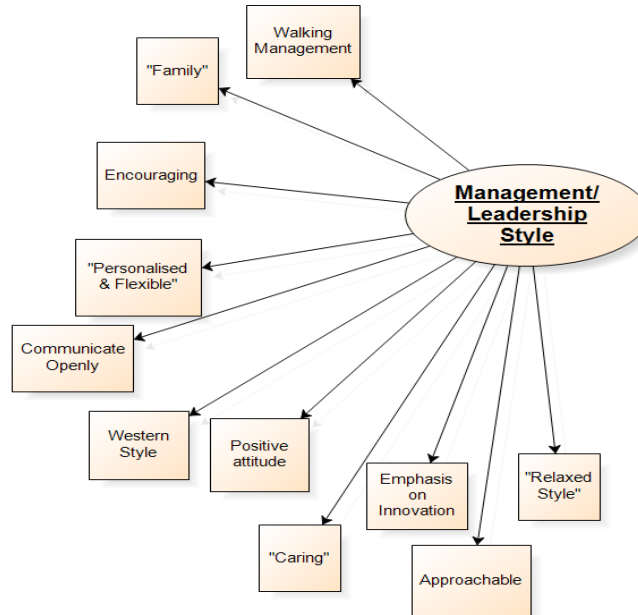 Walking
Management
"Family"
Encouraging
Management/
Leadership
Style
"Personalised
& Flexible"
Communicate
Openly
Western
Style
Positive
attitude
Emphasis
on
Innovation
"Relaxed
Style"
"Caring"
Approachable